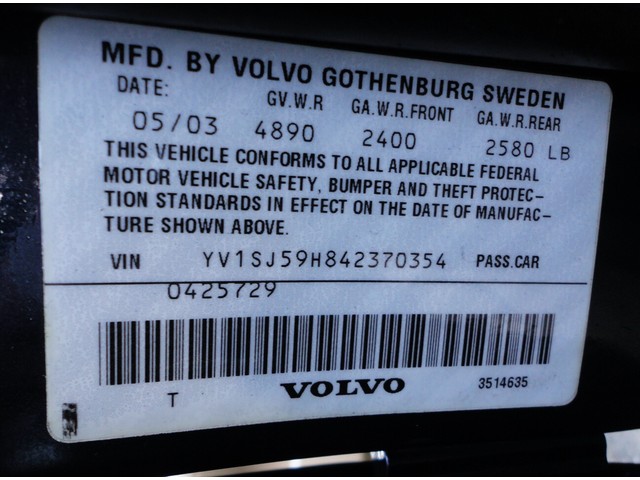 MFD. BY VOLVO GOTHENBURG SWEDEN
DATE: GV.W.R GA.W.R.FRONT GA.W.R.REAR
05/03 4890 2400 2580 LB
THIS VEHICLE CONFORMS TO ALL APPLICABLE FEDERAL
MOTOR VEHICLE SAFETY, BUMPER AND THEFT PROTEC-
TION STANDARDS IN EFFECT ON THE DATE OF MANUFAC-
TURE SHOWN ABOVE.
VIN YV1SJ59H842370354 PASS.CAR
0425729
T VOLVO 3514635